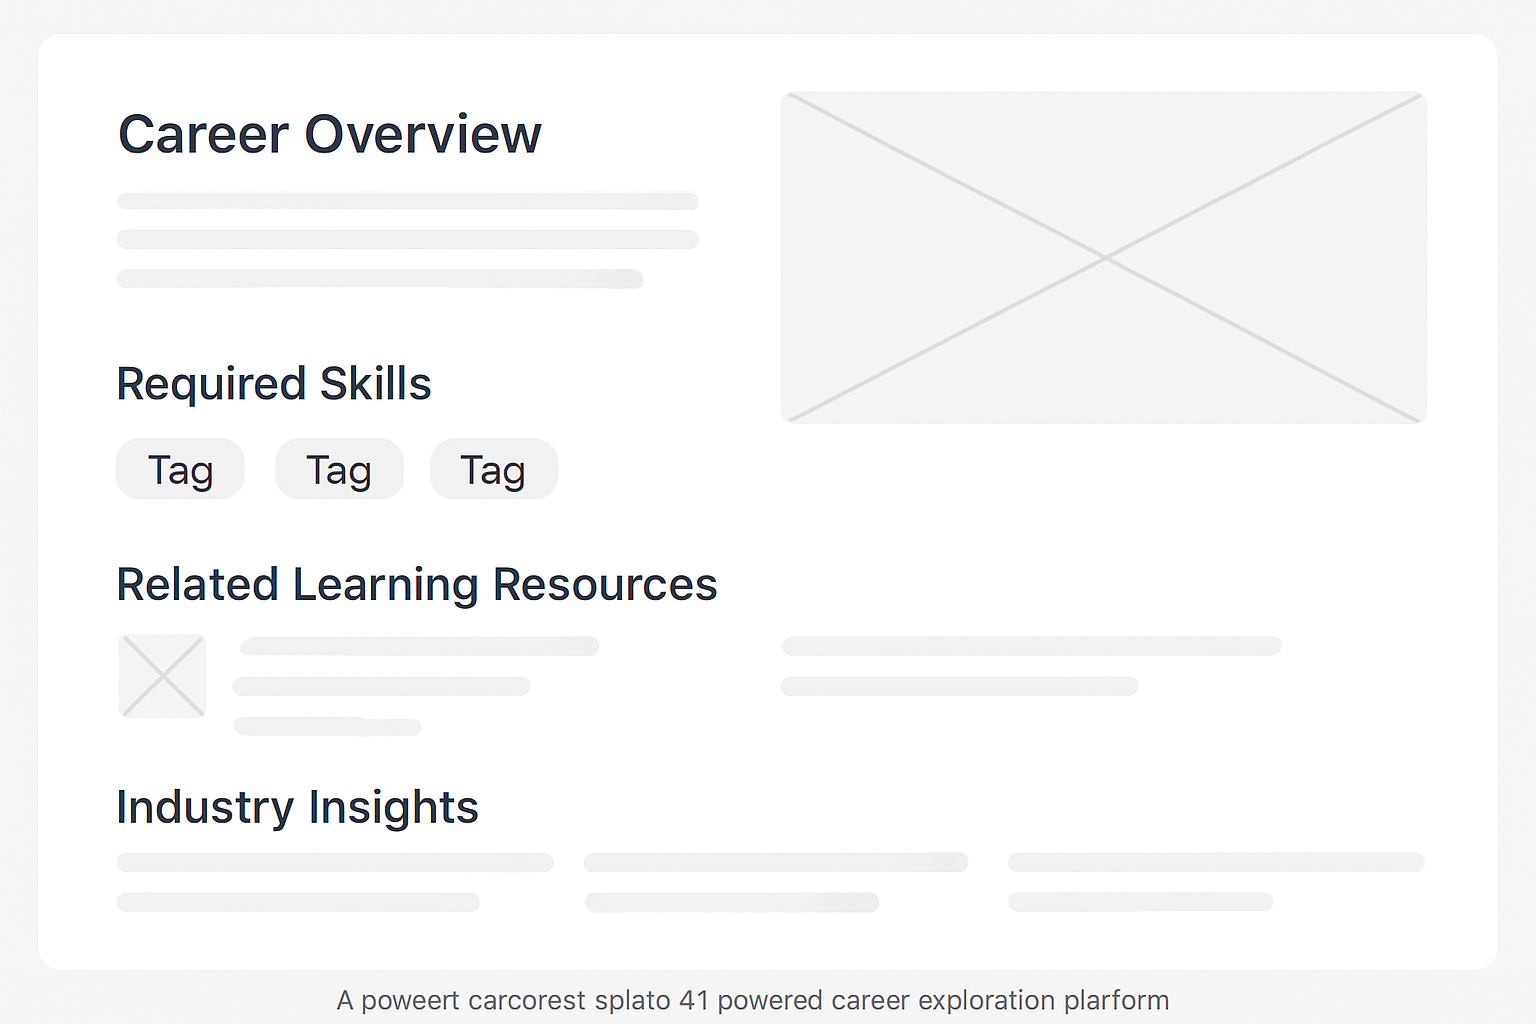 Career Overview
Required Skills
Tag Tag Tag
Related Learning Resources
Industry Insights
A poweert carcorest splato 41 powered career exploration plarform